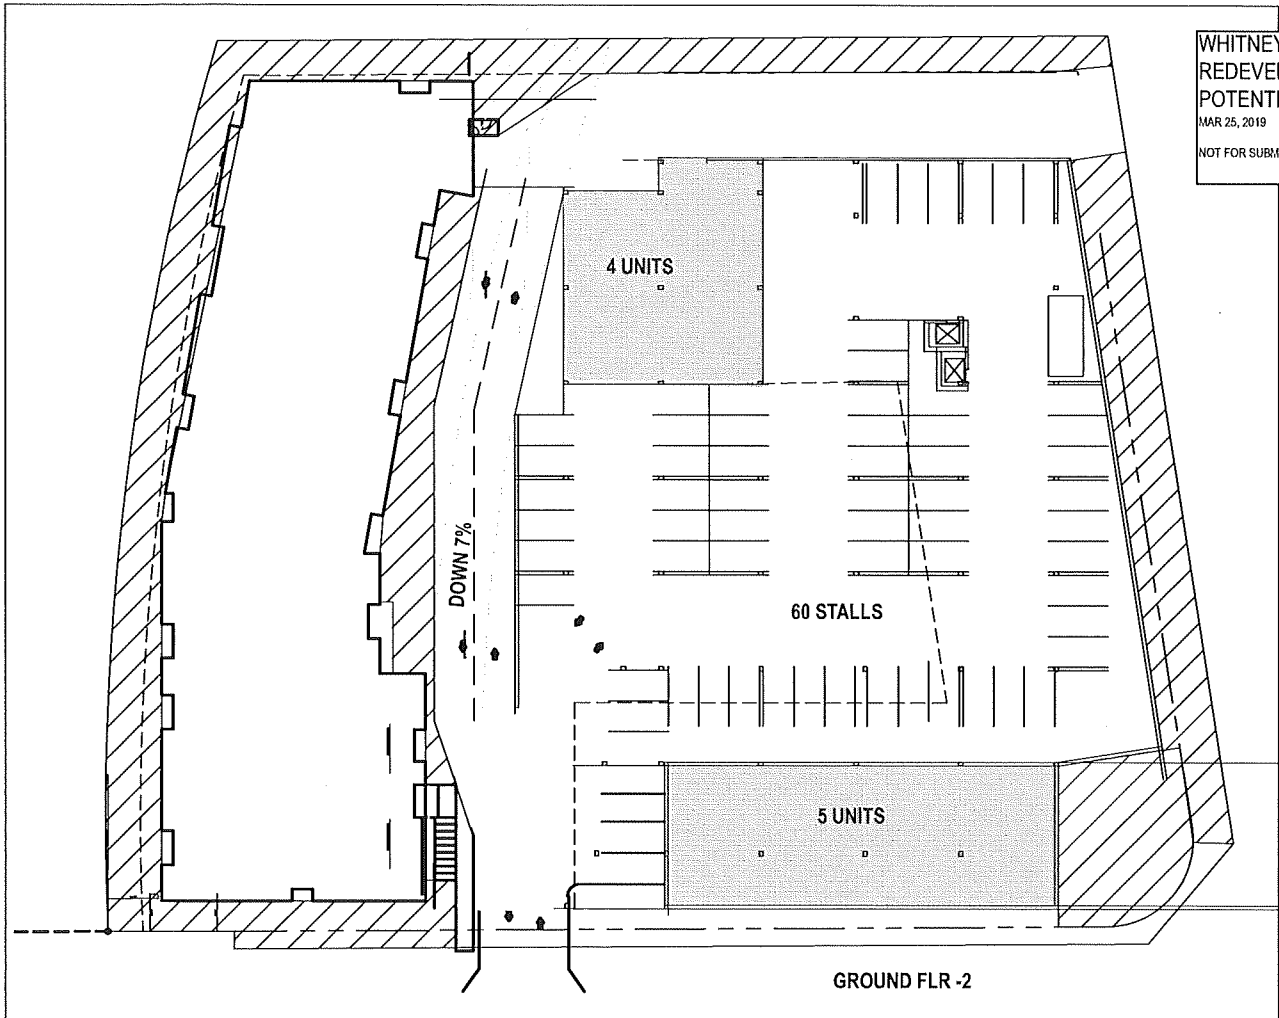 WHITNEY
REDEVE
POTENTI
MAR 25, 2019
NOT FOR SUBM
4 UNITS
DOWN 7%
60 STALLS
5 UNITS
GROUND FLR -2